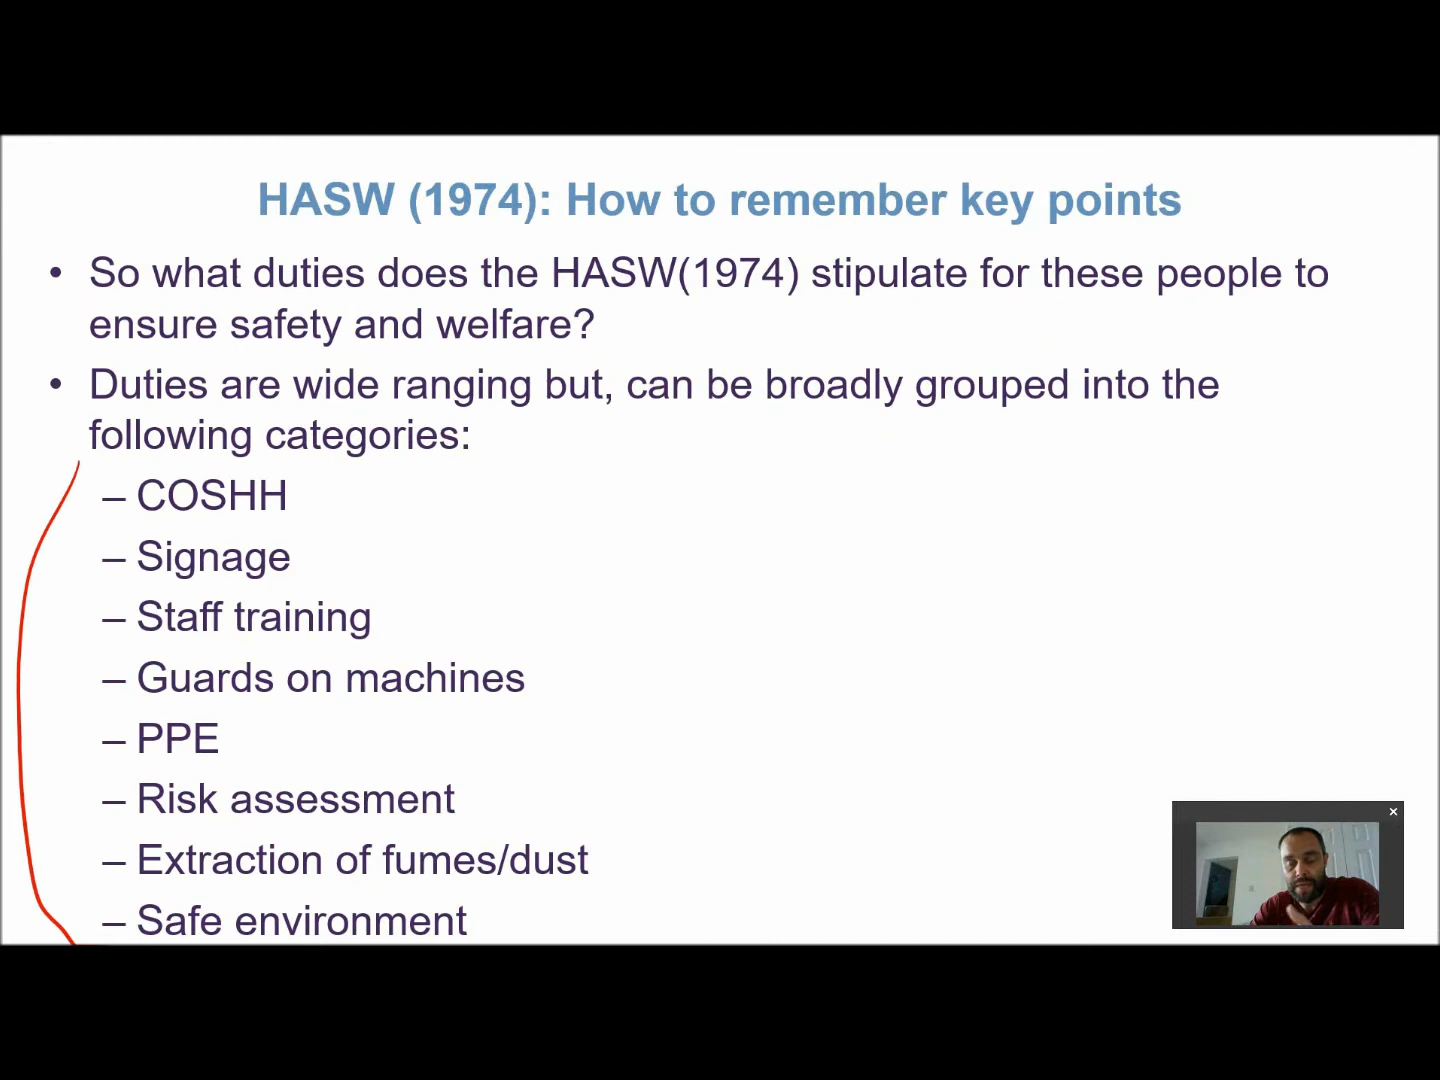 HASW (1974): How to remember key points
• So what duties does the HASW(1974) stipulate for these people to
ensure safety and welfare?
• Duties are wide ranging but, can be broadly grouped into the
following categories:
– COSHH
– Signage
– Staff training
– Guards on machines
– PPE
– Risk assessment
– Extraction of fumes/dust
– Safe environment